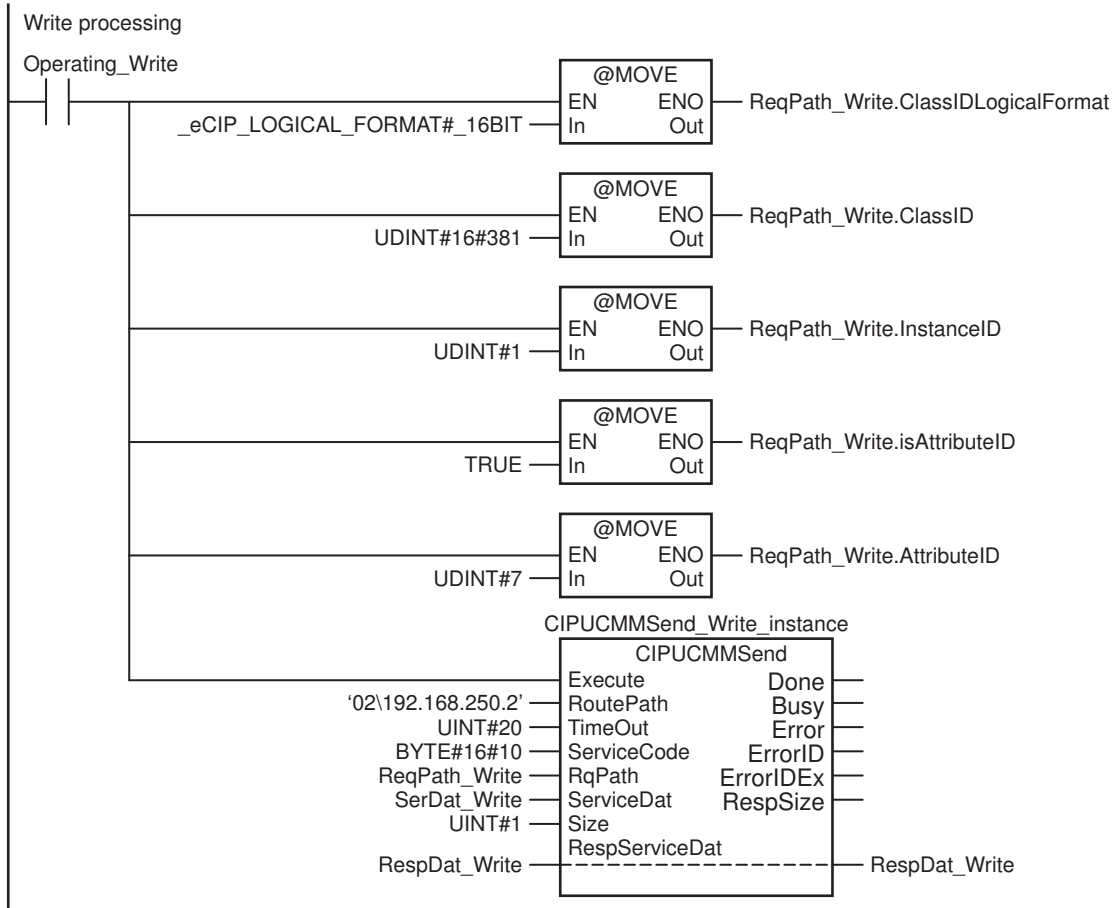 Write processing
Operating_Write
@MOVE
EN ENO ReqPath_Write.ClassIDLogicalFormat
_eCIP_LOGICAL_FORMAT#_16BIT In Out
@MOVE
EN ENO ReqPath_Write.ClassID
UDINT#16#381 In Out
@MOVE
EN ENO ReqPath_Write.InstanceID
UDINT#1 In Out
@MOVE
EN ENO ReqPath_Write.isAttributeID
TRUE In Out
@MOVE
EN ENO ReqPath_Write.AttributeID
UDINT#7 In Out
CIPUCMMSend_Write_instance
CIPUCMMSend
Execute Done
‘02\192.168.250.2’ RoutePath Busy
UINT#20 TimeOut Error
BYTE#16#10 ServiceCode ErrorID
ReqPath_Write RqPath ErrorIDEx
SerDat_Write ServiceDat RespSize
UINT#1 Size
RespServiceDat
RespDat_Write RespDat_Write